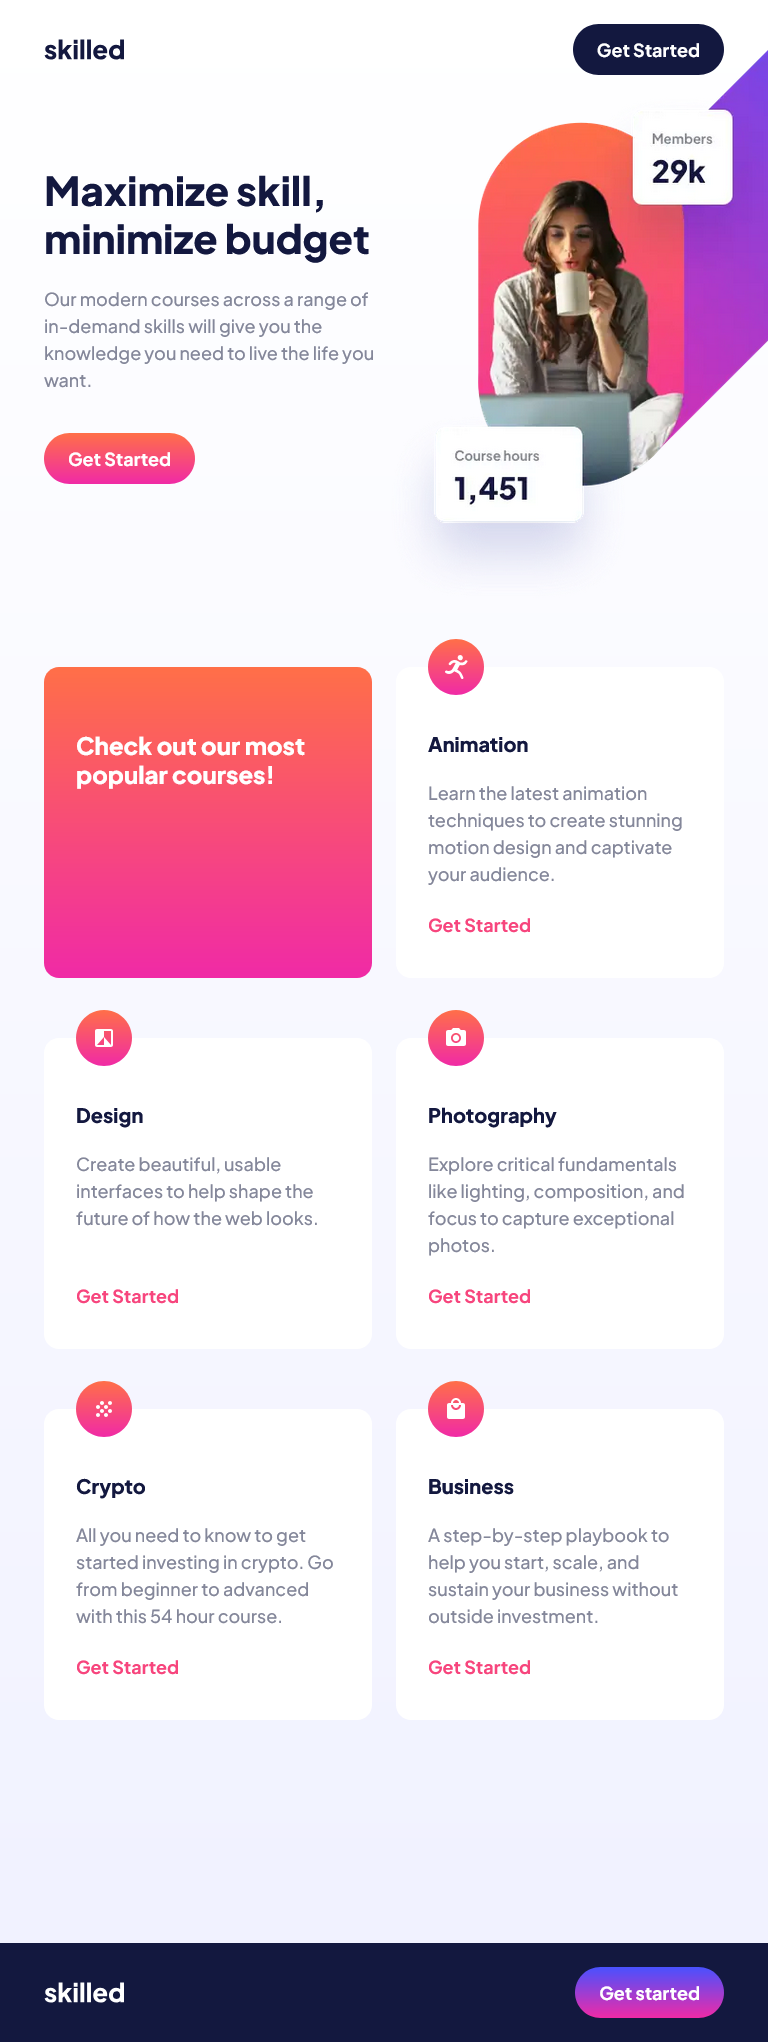 skilled
Get Started
Maximize skill,
minimize budget
Our modern courses across a range of
in-demand skills will give you the
knowledge you need to live the life you
want.
Get Started
Members
29k
Course hours
1,451
Check out our most
popular courses!
Animation
Learn the latest animation
techniques to create stunning
motion design and captivate
your audience.
Get Started
Design
Create beautiful, usable
interfaces to help shape the
future of how the web looks.
Get Started
Photography
Explore critical fundamentals
like lighting, composition, and
focus to capture exceptional
photos.
Get Started
Crypto
All you need to know to get
started investing in crypto. Go
from beginner to advanced
with this 54 hour course.
Get Started
Business
A step-by-step playbook to
help you start, scale, and
sustain your business without
outside investment.
Get Started
skilled
Get started